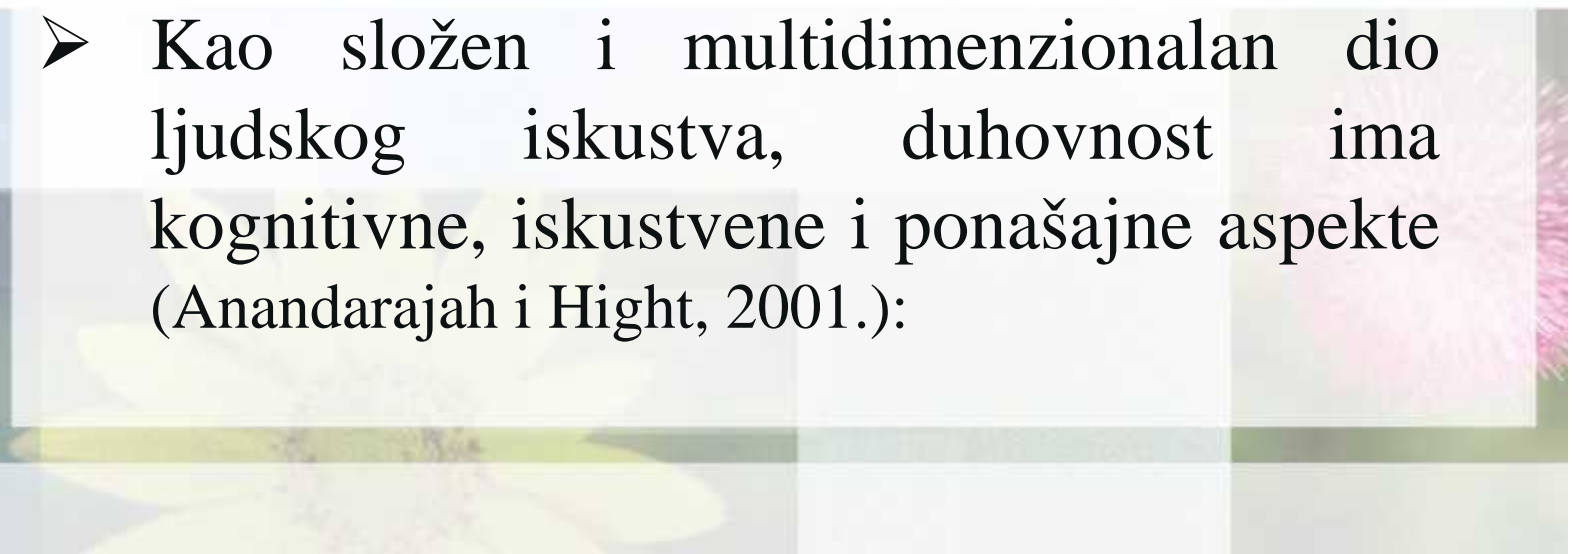 ➢ Kao složen i multidimenzionalan dio
ljudskog iskustva, duhovnost ima
kognitivne, iskustvene i ponašajne aspekte
(Anandarajah i Hight, 2001.):